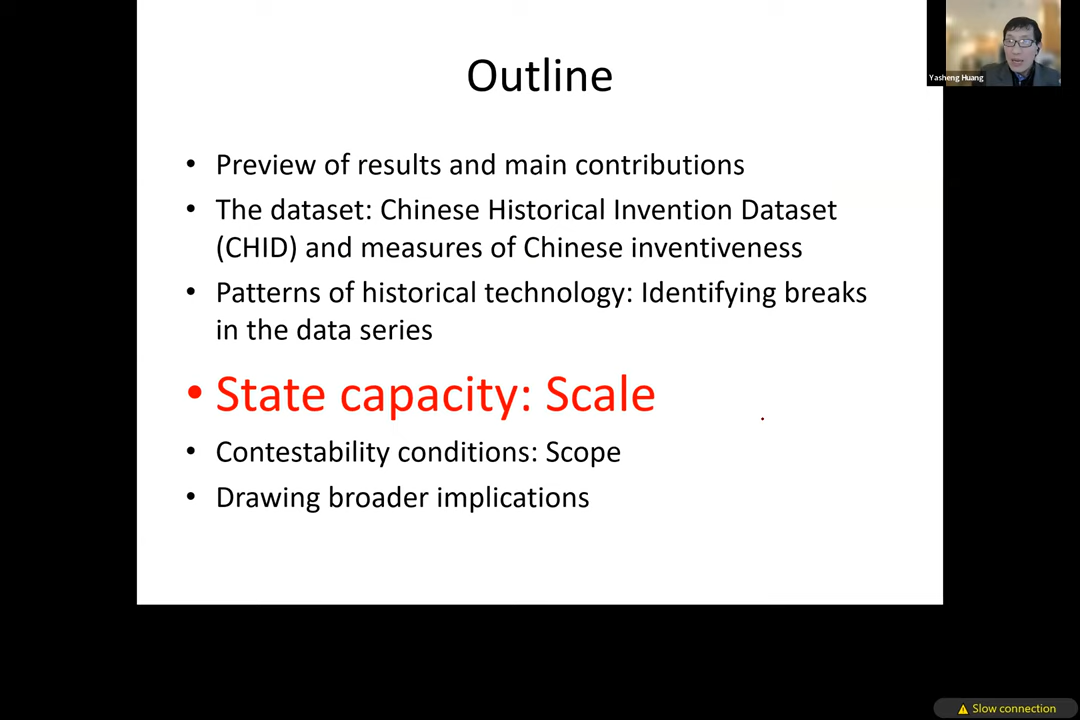 Outline
Yasheng Huang
• Preview of results and main contributions
• The dataset: Chinese Historical Invention Dataset
(CHID) and measures of Chinese inventiveness
• Patterns of historical technology: Identifying breaks
in the data series
• State capacity: Scale
• Contestability conditions: Scope
• Drawing broader implications
Slow connection